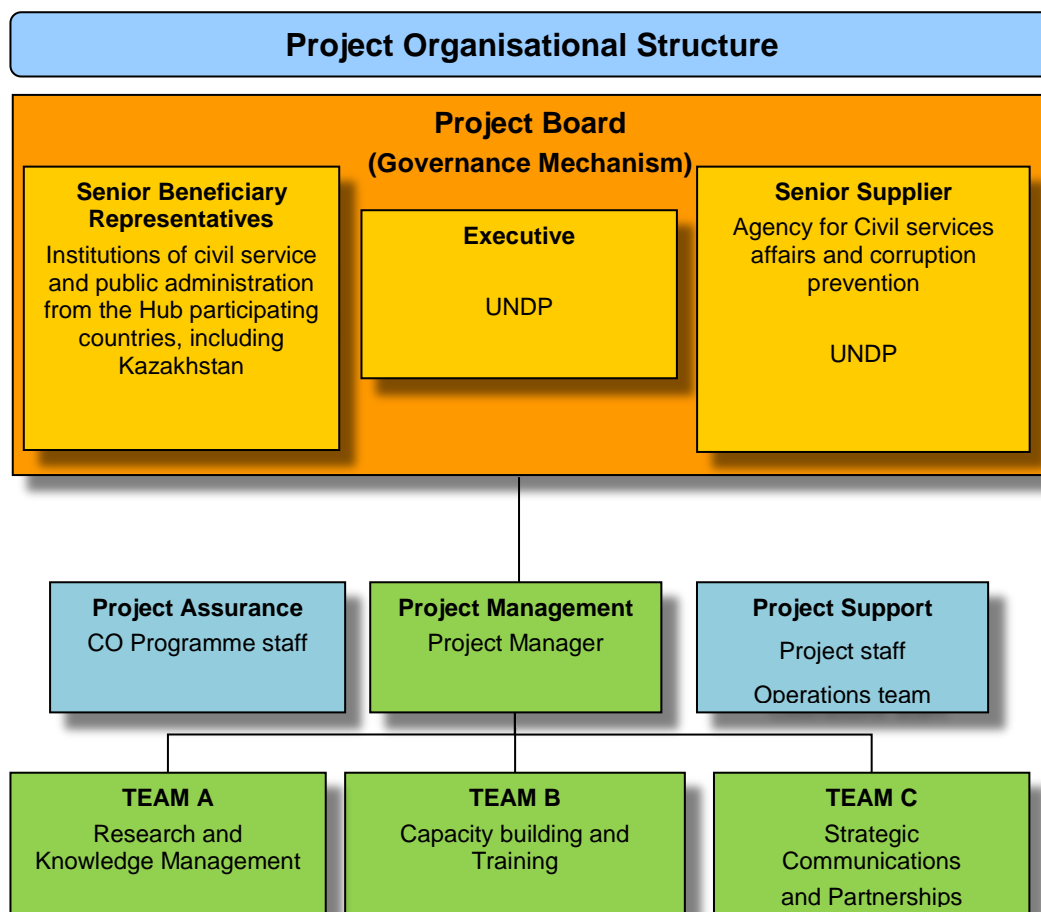 Project Organisational Structure
Project Board
(Governance Mechanism)
Senior Beneficiary
Representatives
Institutions of civil service
and public administration
from the Hub participating
countries, including
Kazakhstan
Executive
UNDP
Senior Supplier
Agency for Civil services
affairs and corruption
prevention
UNDP
Project Assurance
CO Programme staff
Project Management
Project Manager
Project Support
Project staff
Operations team
TEAM A
Research and
Knowledge Management
TEAM B
Capacity building and
Training
TEAM C
Strategic
Communications
and Partnerships